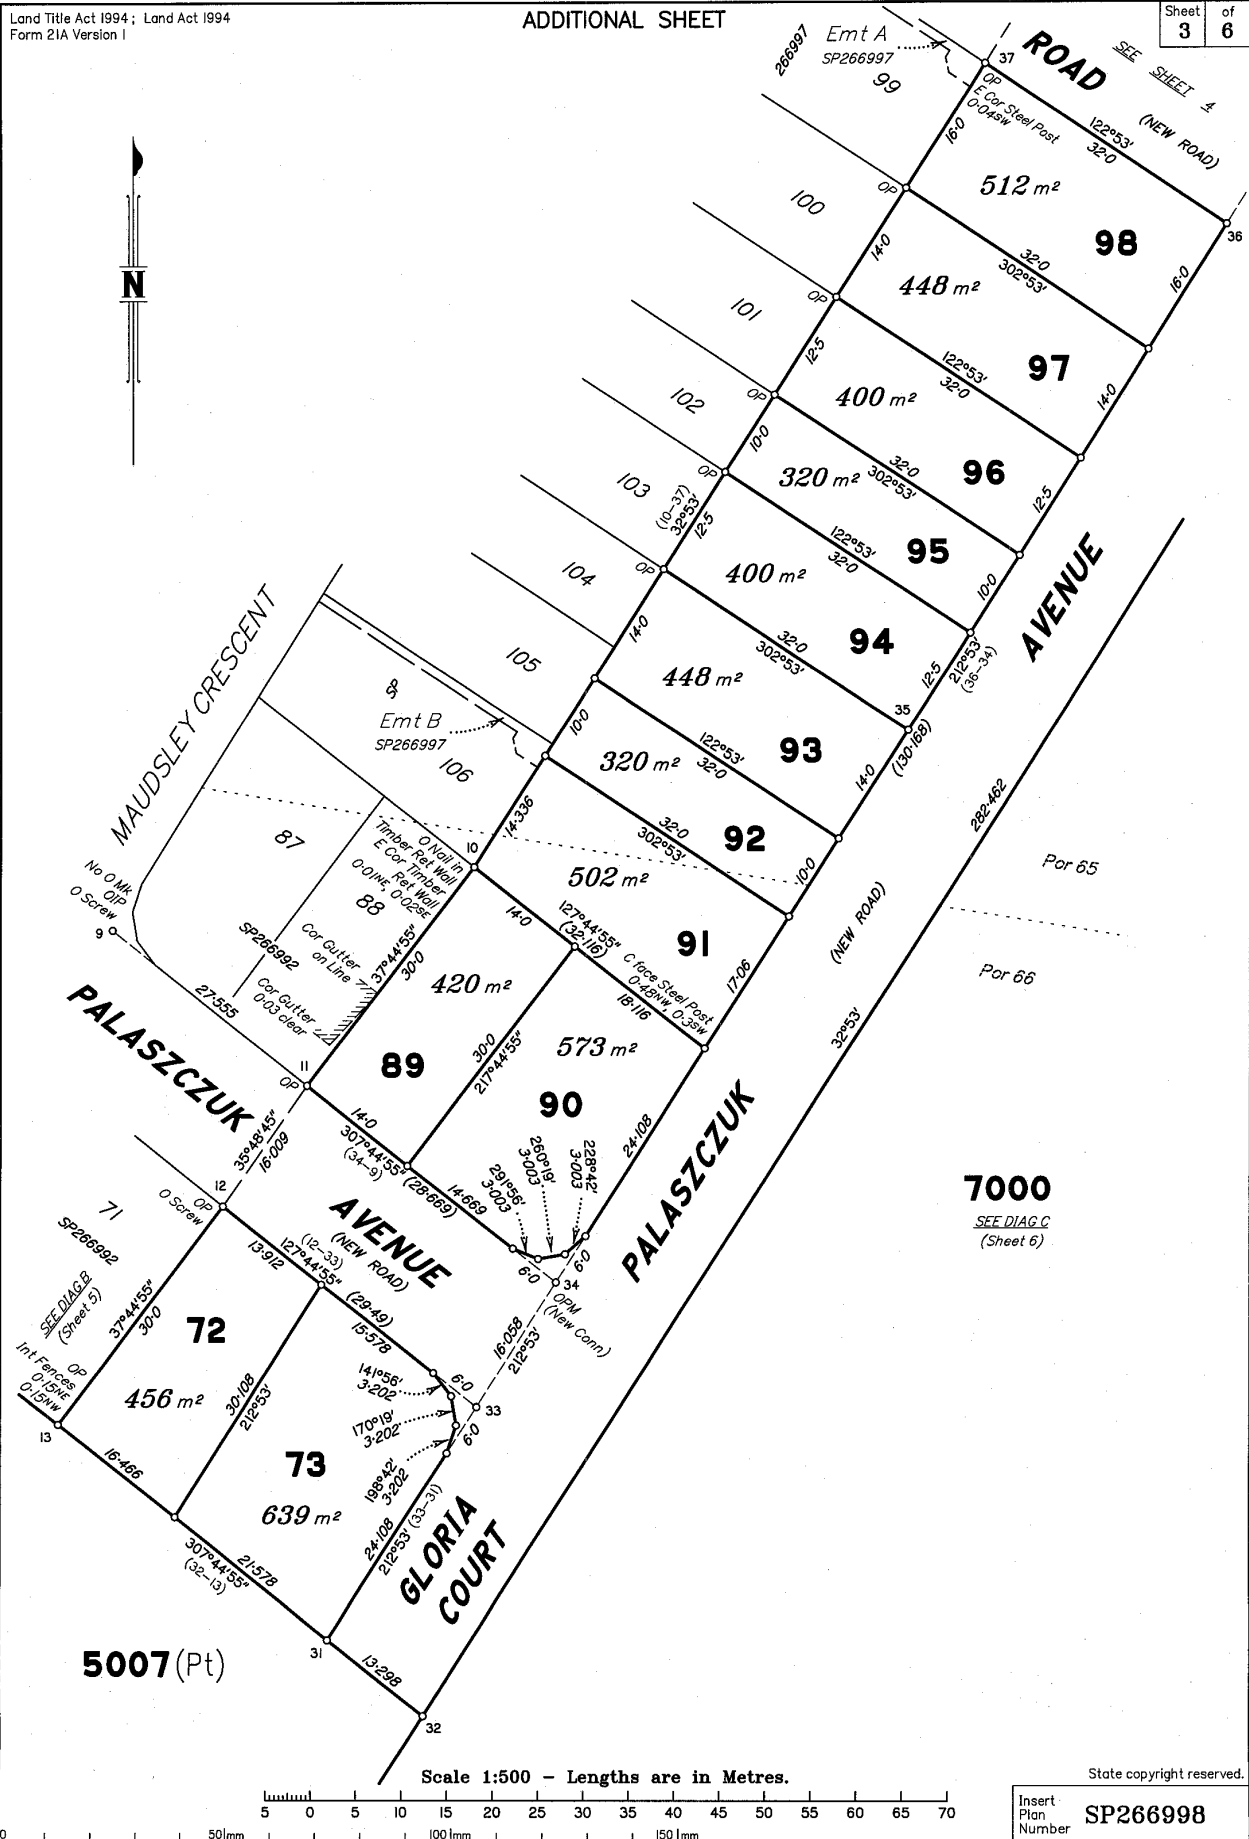 Land Title Act 1994 ; Land Act 1994
Form 21A Version 1
ADDITIONAL SHEET
Sheet 3 of 6
266997
Emt A
SP266997
99
37
ROAD
SEE SHEET 4
(NEW ROAD)
OP
E Cor Steel Post
0·04SW
122°53'
32·0
16·0
512 m²
98
36
16·0
OP
100
14·0
32·0
302°53'
448 m²
97
14·0
OP
101
12·5
122°53'
32·0
400 m²
96
12·5
OP
102
10·0
32·0
302°53'
320 m²
95
10·0
OP
103
(10–37)
32°53'
12·5
122°53'
32·0
400 m²
94
12·5
212°53'
(36–34)
OP
104
14·0
32·0
302°53'
448 m²
93
35
14·0
(130·168)
105
10·0
122°53'
32·0
320 m²
92
10·0
SP
Emt B
SP266997
106
14·336
32·0
302°53'
502 m²
91
17·06
AVENUE
282·462
Por 65
(NEW ROAD)
Por 66
32°53'
MAUDSLEY CRESCENT
87
88
SP266992
10
O Nail in
Timber Ret Wall
E Cor Timber
Ret Wall
0·01NE, 0·02SE
No O Mk
OIP
O Screw
9
27·555
Cor Gutter
on Line
Cor Gutter
0·03 clear
37°44'55"
30·0
14·0
127°44'55"
(32·116)
18·116
C face Steel Post
0·48NW, 0·3SW
420 m²
89
30·0
217°44'55"
573 m²
90
24·108
11
OP
14·0
307°44'55"
(34–9)
(28·669)
14·669
291°56'
3·003
260°19'
3·003
228°42'
3·003
6·0
6·0
34
OPM
(New Conn)
PALASZCZUK
AVENUE
(NEW ROAD)
PALASZCZUK
7000
SEE DIAG C
(Sheet 6)
35°48'45"
16·009
12
OP
O Screw
71
SP266992
SEE DIAG B
(Sheet 5)
13·912
(12–33)
127°44'55"
(29·49)
15·578
16·058
212°53'
37°44'55"
30·0
72
456 m²
OP
Int Fences
0·15NE
0·15NW
13
16·466
30·108
212°53'
141°56'
3·202
170°19'
3·202
198°42'
3·202
6·0
33
6·0
73
639 m²
24·108
212°53' (33–31)
GLORIA
COURT
307°44'55"
(32–13)
21·578
31
13·298
32
5007 (Pt)
Scale 1:500 – Lengths are in Metres.
5 0 5 10 15 20 25 30 35 40 45 50 55 60 65 70
0 50 mm 100 mm 150 mm
State copyright reserved.
Insert
Plan
Number
SP266998